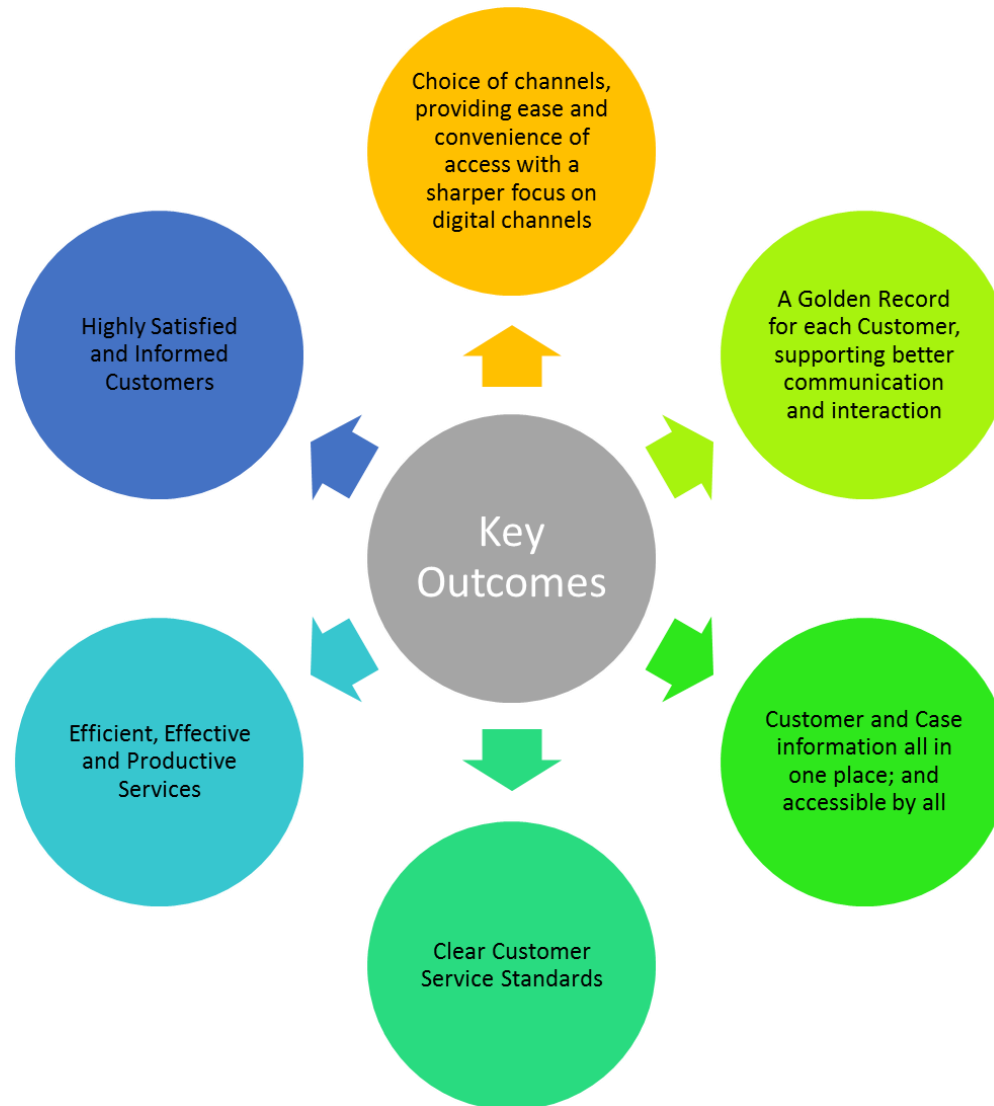 Choice of channels,
providing ease and
convenience of
access with a
sharper focus on
digital channels
A Golden Record
for each Customer,
supporting better
communication
and interaction
Customer and Case
information all in
one place; and
accessible by all
Clear Customer
Service Standards
Efficient, Effective
and Productive
Services
Highly Satisfied
and Informed
Customers
Key
Outcomes